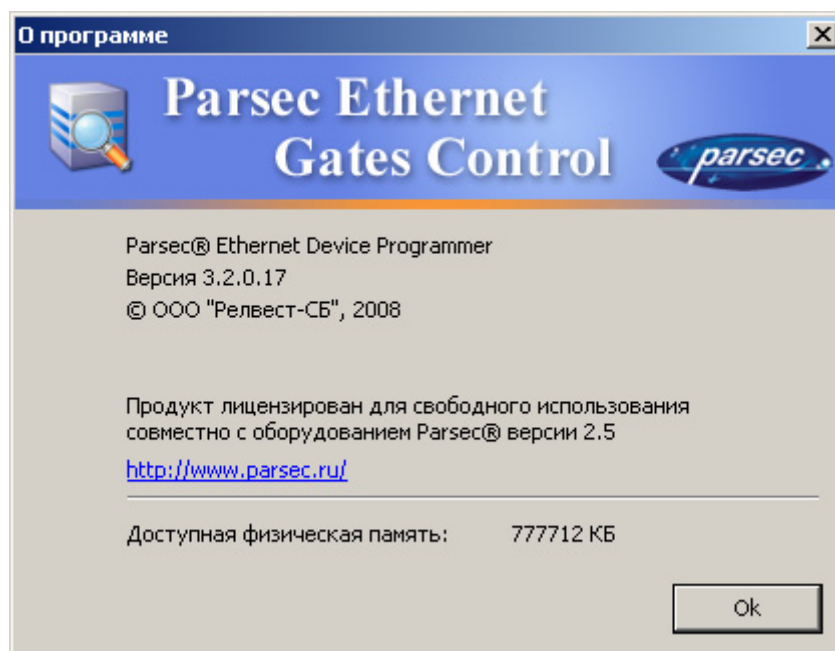 О программе
Parsec Ethernet
Gates Control
parsec
Parsec® Ethernet Device Programmer
Версия 3.2.0.17
© ООО "Релвест-СБ", 2008
Продукт лицензирован для свободного использования
совместно с оборудованием Parsec® версии 2.5
http://www.parsec.ru/
Доступная физическая память: 777712 КБ
Ok